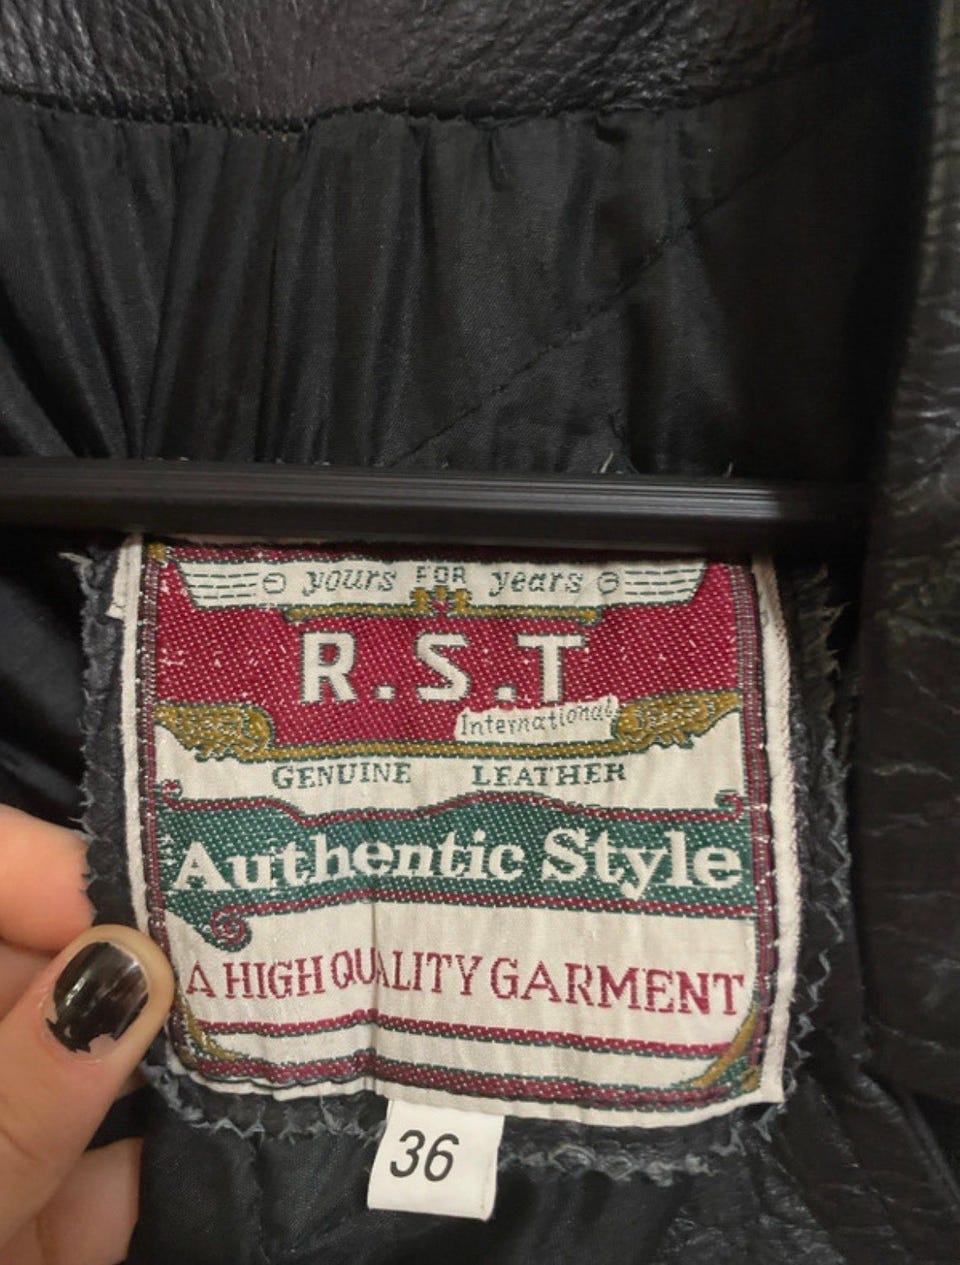 yours FOR years
R.S.T
International
GENUINE LEATHER
Authentic Style
A HIGH QUALITY GARMENT
36